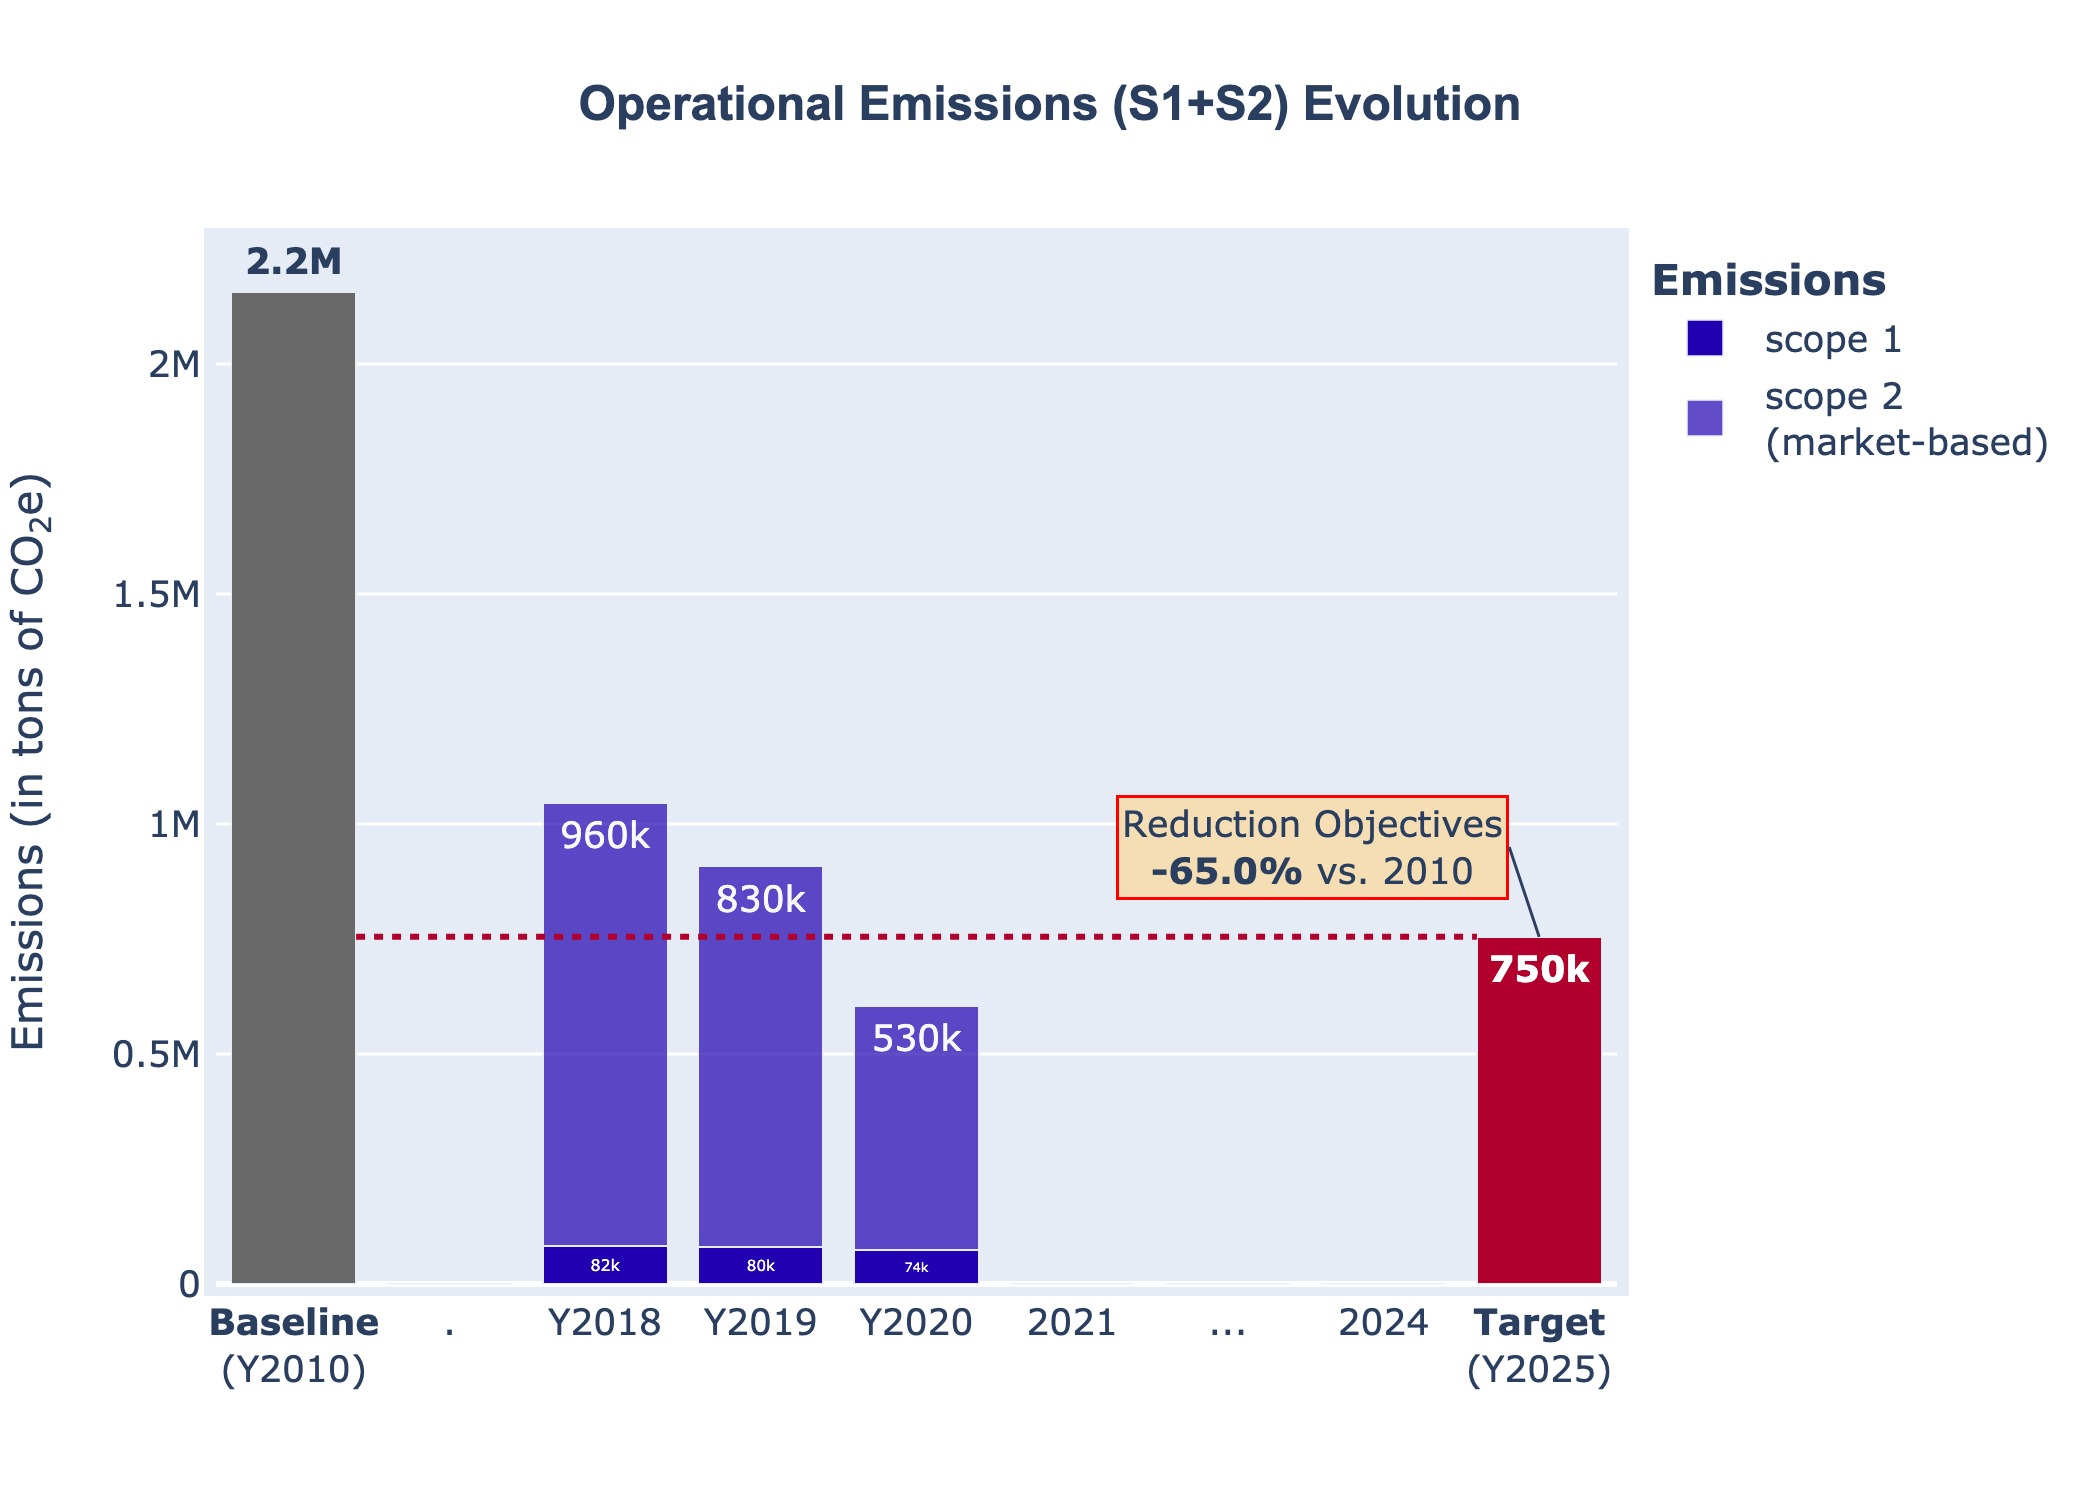 Operational Emissions (S1+S2) Evolution
Emissions (in tons of CO₂e)
2M
1.5M
1M
0.5M
0
2.2M
960k
82k
830k
80k
530k
74k
Reduction Objectives
-65.0% vs. 2010
750k
Baseline
(Y2010)
.
Y2018
Y2019
Y2020
2021
...
2024
Target
(Y2025)
Emissions
scope 1
scope 2
(market-based)